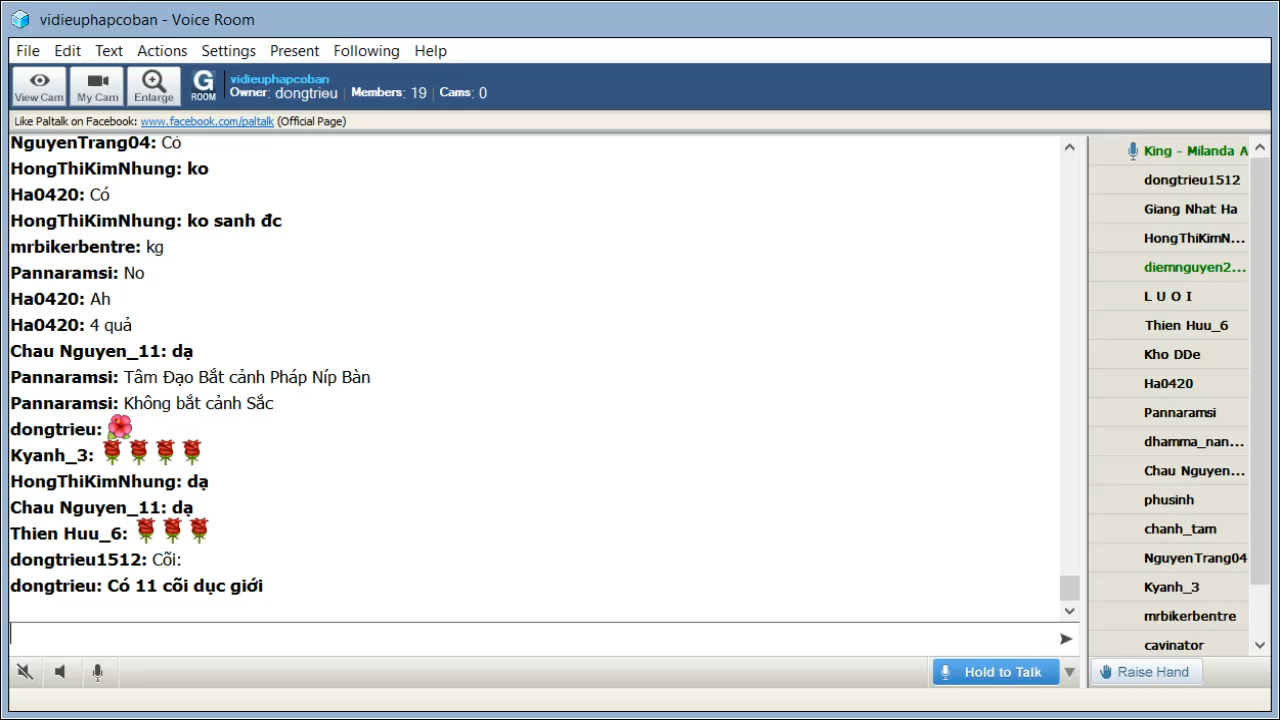 vidieuphapcoban - Voice Room
File Edit Text Actions Settings Present Following Help
View Cam My Cam Enlarge G ROOM
vidieuphapcoban
Owner: dongtrieu | Members: 19 | Cams: 0
Like Paltalk on Facebook: www.facebook.com/paltalk (Official Page)
NguyenTrang04: Có
HongThiKimNhung: ko
Ha0420: Có
HongThiKimNhung: ko sanh đc
mrbikerbentre: kg
Pannaramsi: No
Ha0420: Ah
Ha0420: 4 quả
Chau Nguyen_11: dạ
Pannaramsi: Tâm Đạo Bắt cảnh Pháp Níp Bàn
Pannaramsi: Không bắt cảnh Sắc
dongtrieu:
Kyanh_3:
HongThiKimNhung: dạ
Chau Nguyen_11: dạ
Thien Huu_6:
dongtrieu1512: Cõi:
dongtrieu: Có 11 cõi dục giới
King - Milanda A
dongtrieu1512
Giang Nhat Ha
HongThiKimN...
diemnguyen2...
L U O I
Thien Huu_6
Kho DDe
Ha0420
Pannaramsi
dhamma_nan...
Chau Nguyen...
phusinh
chanh_tam
NguyenTrang04
Kyanh_3
mrbikerbentre
cavinator
Hold to Talk
Raise Hand